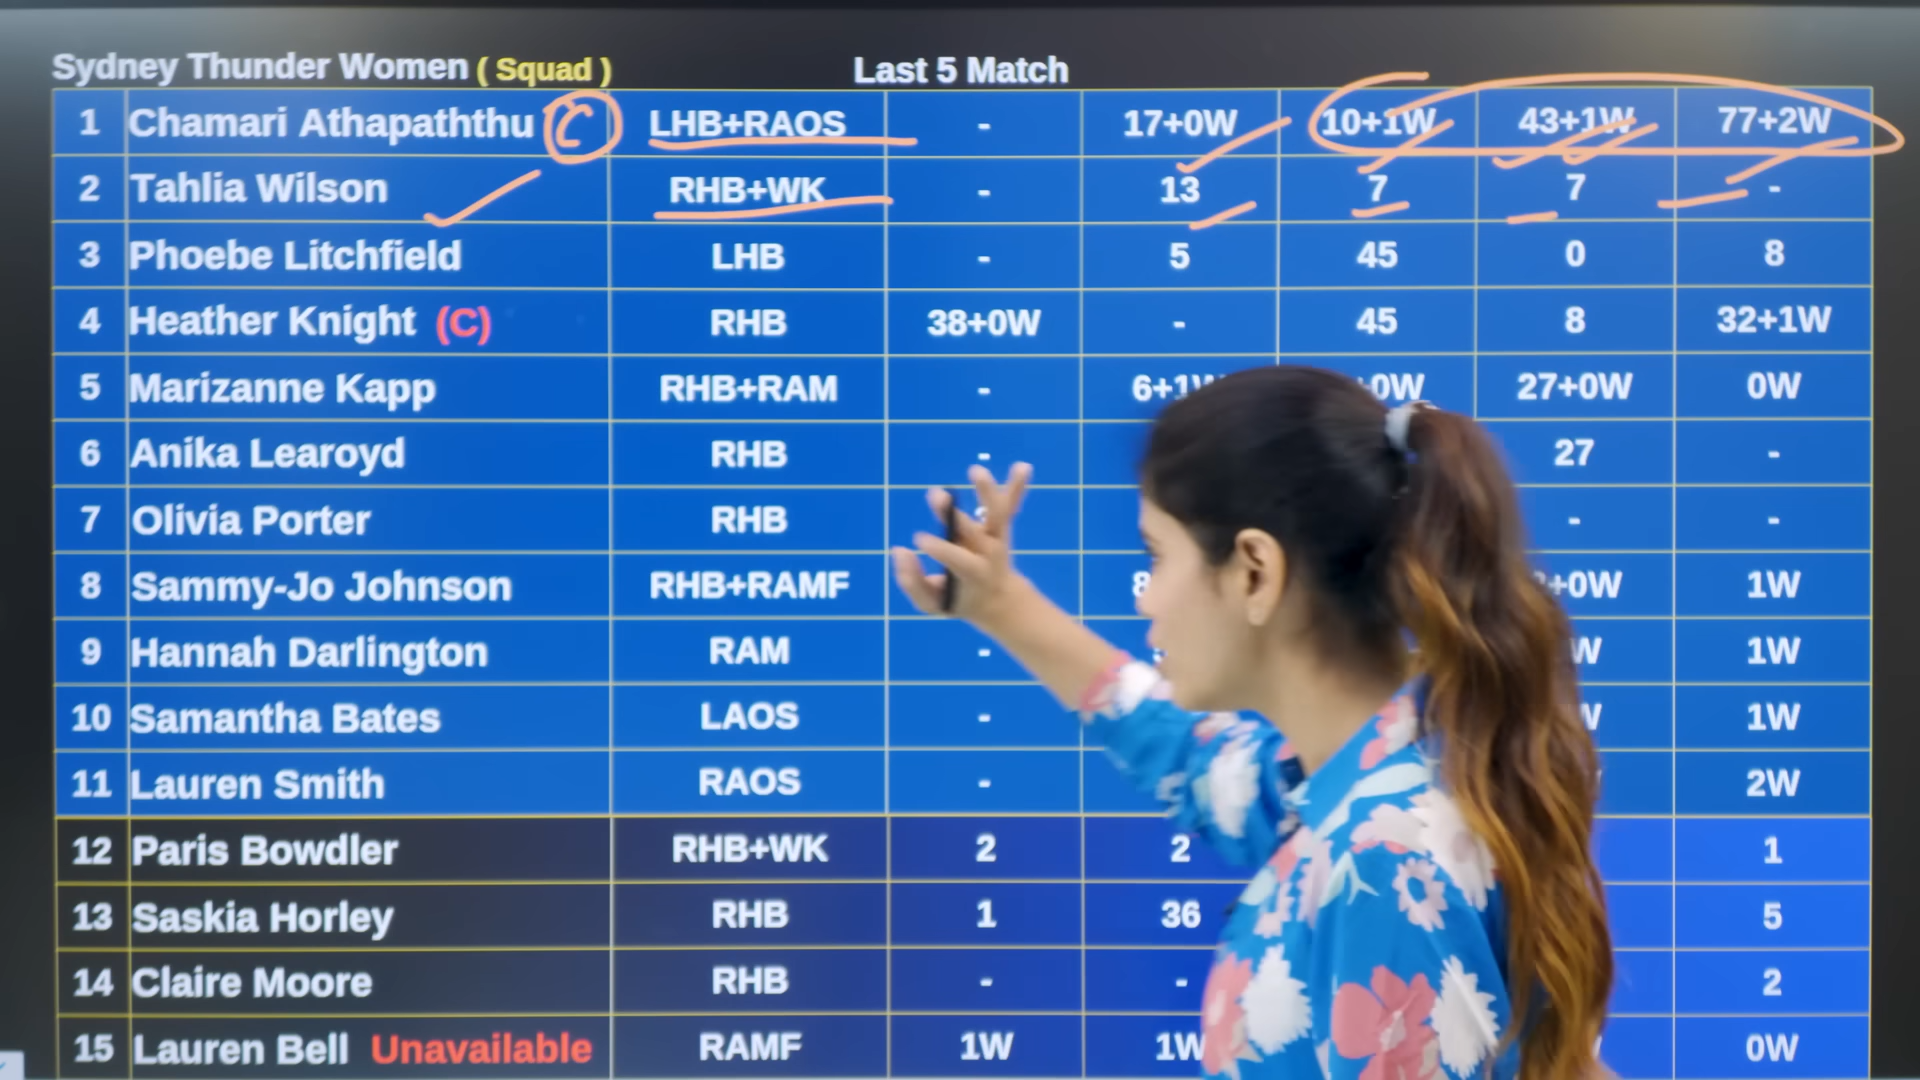 Sydney Thunder Women ( Squad ) Last 5 Match
1 Chamari Athapaththu C LHB+RAOS - 17+0W 10+1W 43+1W 77+2W
2 Tahlia Wilson RHB+WK - 13 7 7 -
3 Phoebe Litchfield LHB - 5 45 0 8
4 Heather Knight (C) RHB 38+0W - 45 8 32+1W
5 Marizanne Kapp RHB+RAM - 27+0W 0W
6 Anika Learoyd RHB - 27 -
7 Olivia Porter RHB - -
8 Sammy-Jo Johnson RHB+RAMF 1W
9 Hannah Darlington RAM - 1W
10 Samantha Bates LAOS - 1W
11 Lauren Smith RAOS - 2W
12 Paris Bowdler RHB+WK 2 2 1
13 Saskia Horley RHB 1 36 5
14 Claire Moore RHB - - 2
15 Lauren Bell Unavailable RAMF 1W 1W 0W